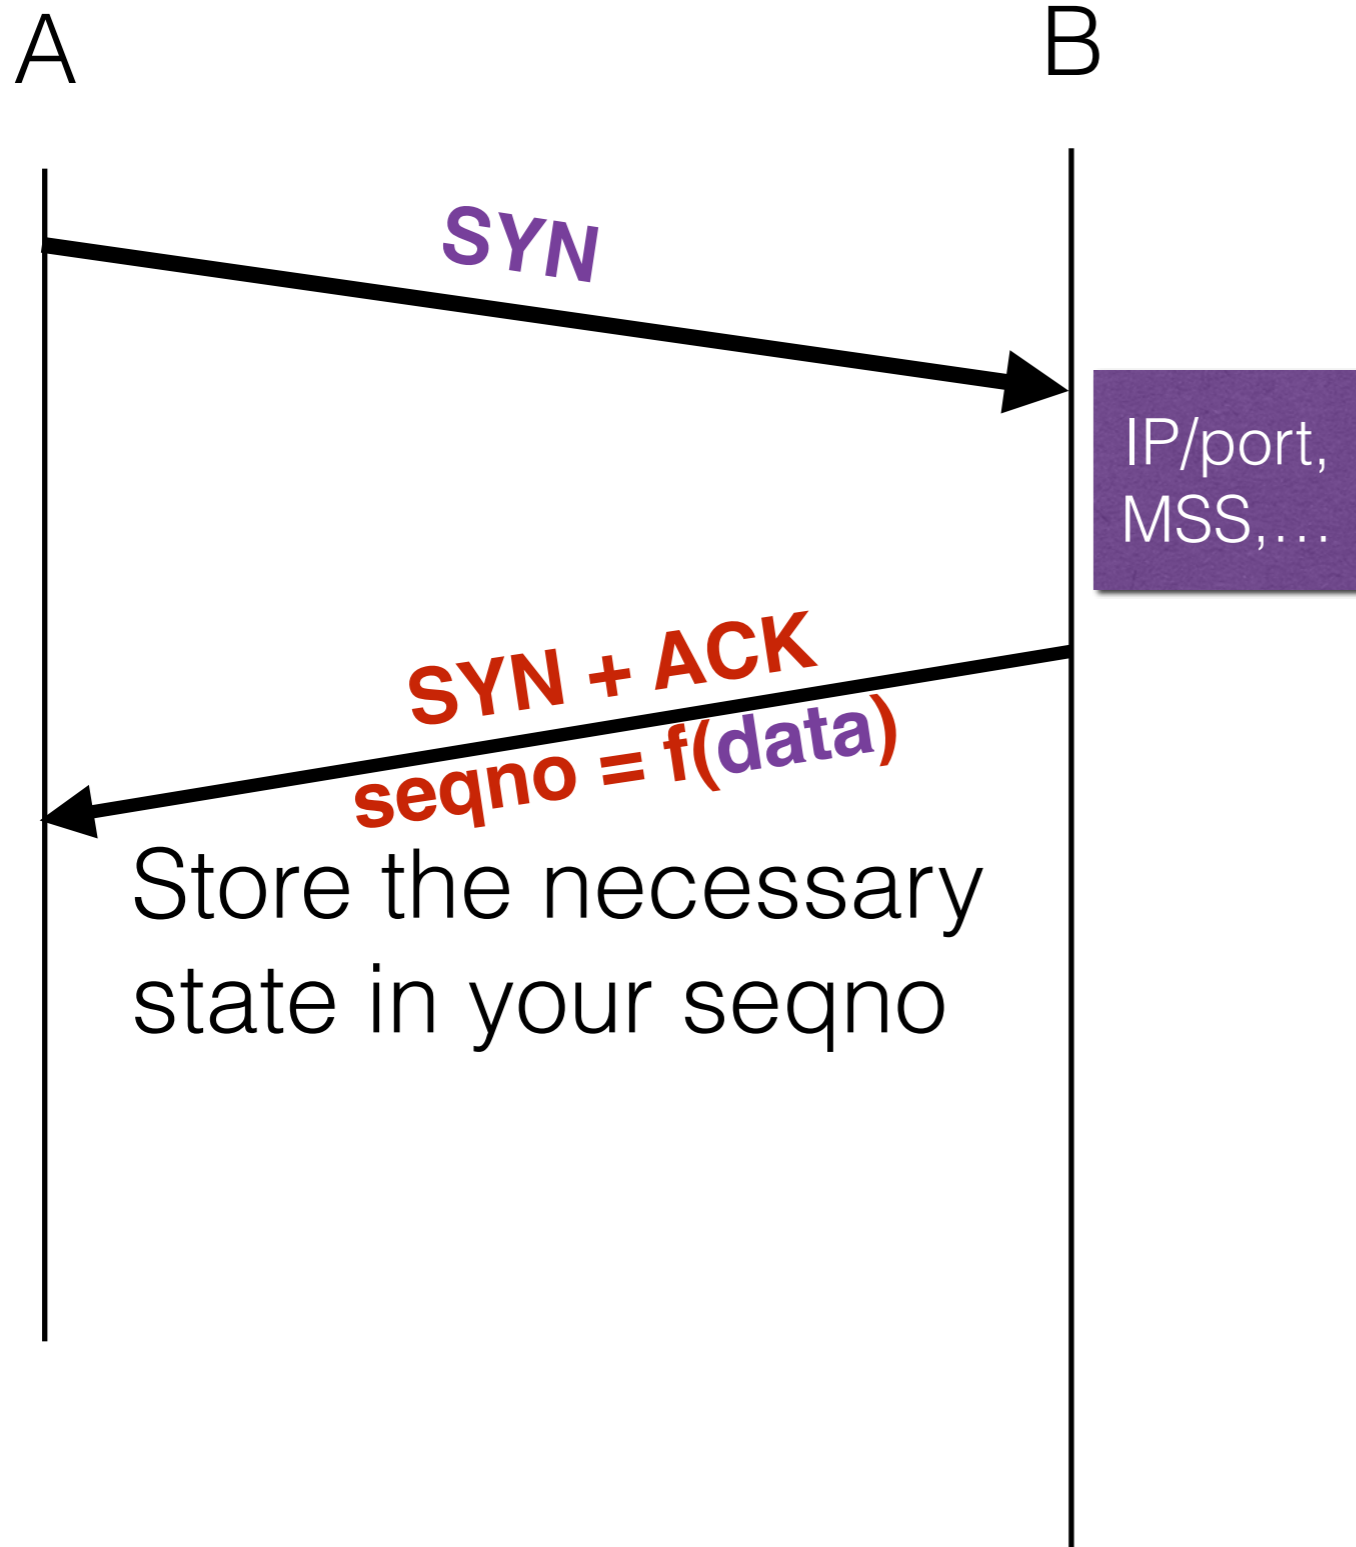 A
B
SYN
IP/port,
MSS,…
SYN + ACK
seqno = f(data)
Store the necessary
state in your seqno